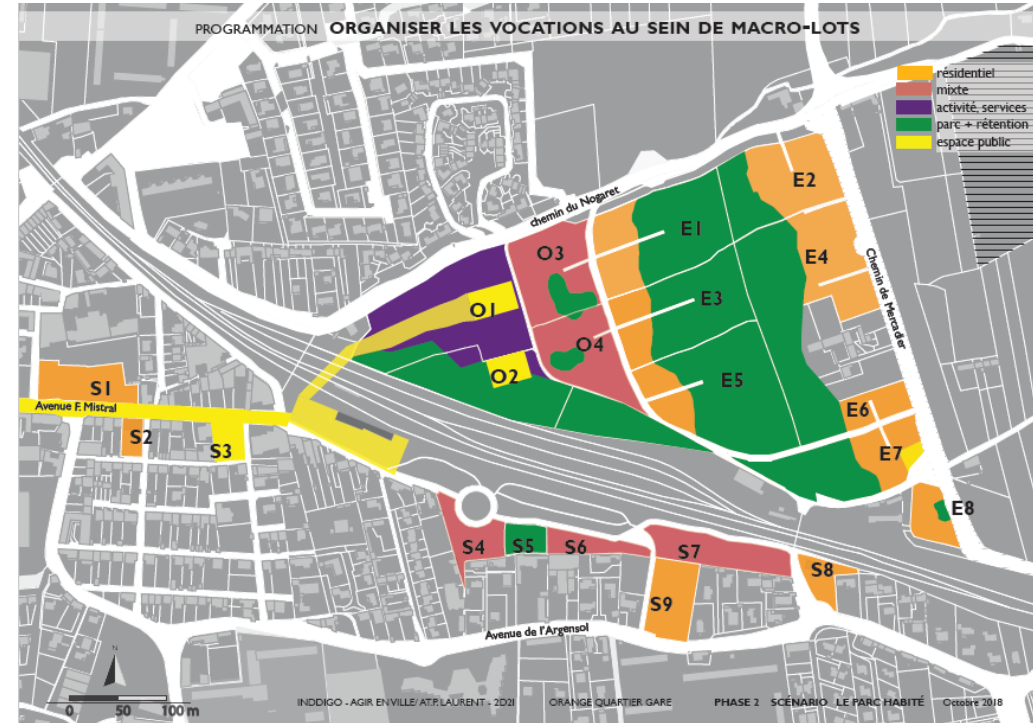 PROGRAMMATION ORGANISER LES VOCATIONS AU SEIN DE MACRO-LOTS
résidentiel
mixte
activité, services
parc + rétention
espace public
chemin du Nogaret
Chemin de Mercader
E2
E1
O3
E4
E3
O1
O4
O2
E5
S1
Avenue F. Mistral
E6
S2
S3
E7
E8
S4
S5
S6
S7
S8
S9
Avenue de l'Argensol
N
0 50 100 m
INDDIGO - AGIR EN VILLE/ AT.P. LAURENT - 2D2I ORANGE QUARTIER GARE PHASE 2 SCÉNARIO LE PARC HABITÉ Octobre 2018